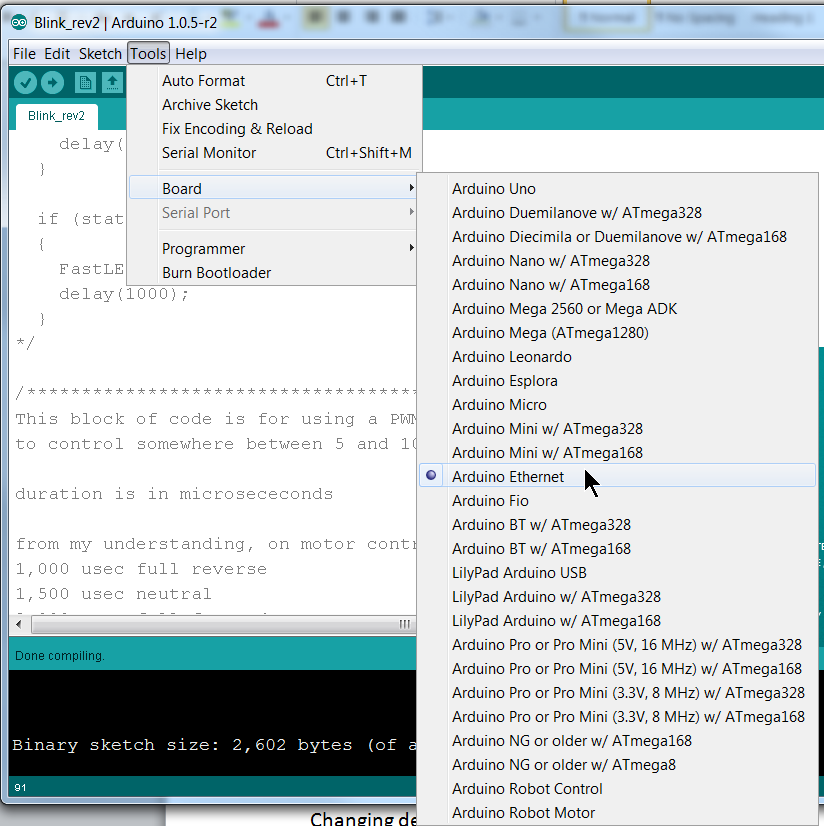 Blink_rev2 | Arduino 1.0.5-r2
File Edit Sketch Tools Help
Blink_rev2
Auto Format Ctrl+T
Archive Sketch
Fix Encoding & Reload
Serial Monitor Ctrl+Shift+M
Board
Serial Port
Programmer
Burn Bootloader
Arduino Uno
Arduino Duemilanove w/ ATmega328
Arduino Diecimila or Duemilanove w/ ATmega168
Arduino Nano w/ ATmega328
Arduino Nano w/ ATmega168
Arduino Mega 2560 or Mega ADK
Arduino Mega (ATmega1280)
Arduino Leonardo
Arduino Esplora
Arduino Micro
Arduino Mini w/ ATmega328
Arduino Mini w/ ATmega168
Arduino Ethernet
Arduino Fio
Arduino BT w/ ATmega328
Arduino BT w/ ATmega168
LilyPad Arduino USB
LilyPad Arduino w/ ATmega328
LilyPad Arduino w/ ATmega168
Arduino Pro or Pro Mini (5V, 16 MHz) w/ ATmega328
Arduino Pro or Pro Mini (5V, 16 MHz) w/ ATmega168
Arduino Pro or Pro Mini (3.3V, 8 MHz) w/ ATmega328
Arduino Pro or Pro Mini (3.3V, 8 MHz) w/ ATmega168
Arduino NG or older w/ ATmega168
Arduino NG or older w/ ATmega8
Arduino Robot Control
Arduino Robot Motor
delay(
}
if (stat
{
FastLE
delay(1000);
}
*/
/************************************
This block of code is for using a PWM
to control somewhere between 5 and 10
duration is in microsececonds
from my understanding, on motor cont
1,000 usec full reverse
1,500 usec neutral
Done compiling.
Binary sketch size: 2,602 bytes (of a
91
Changing de